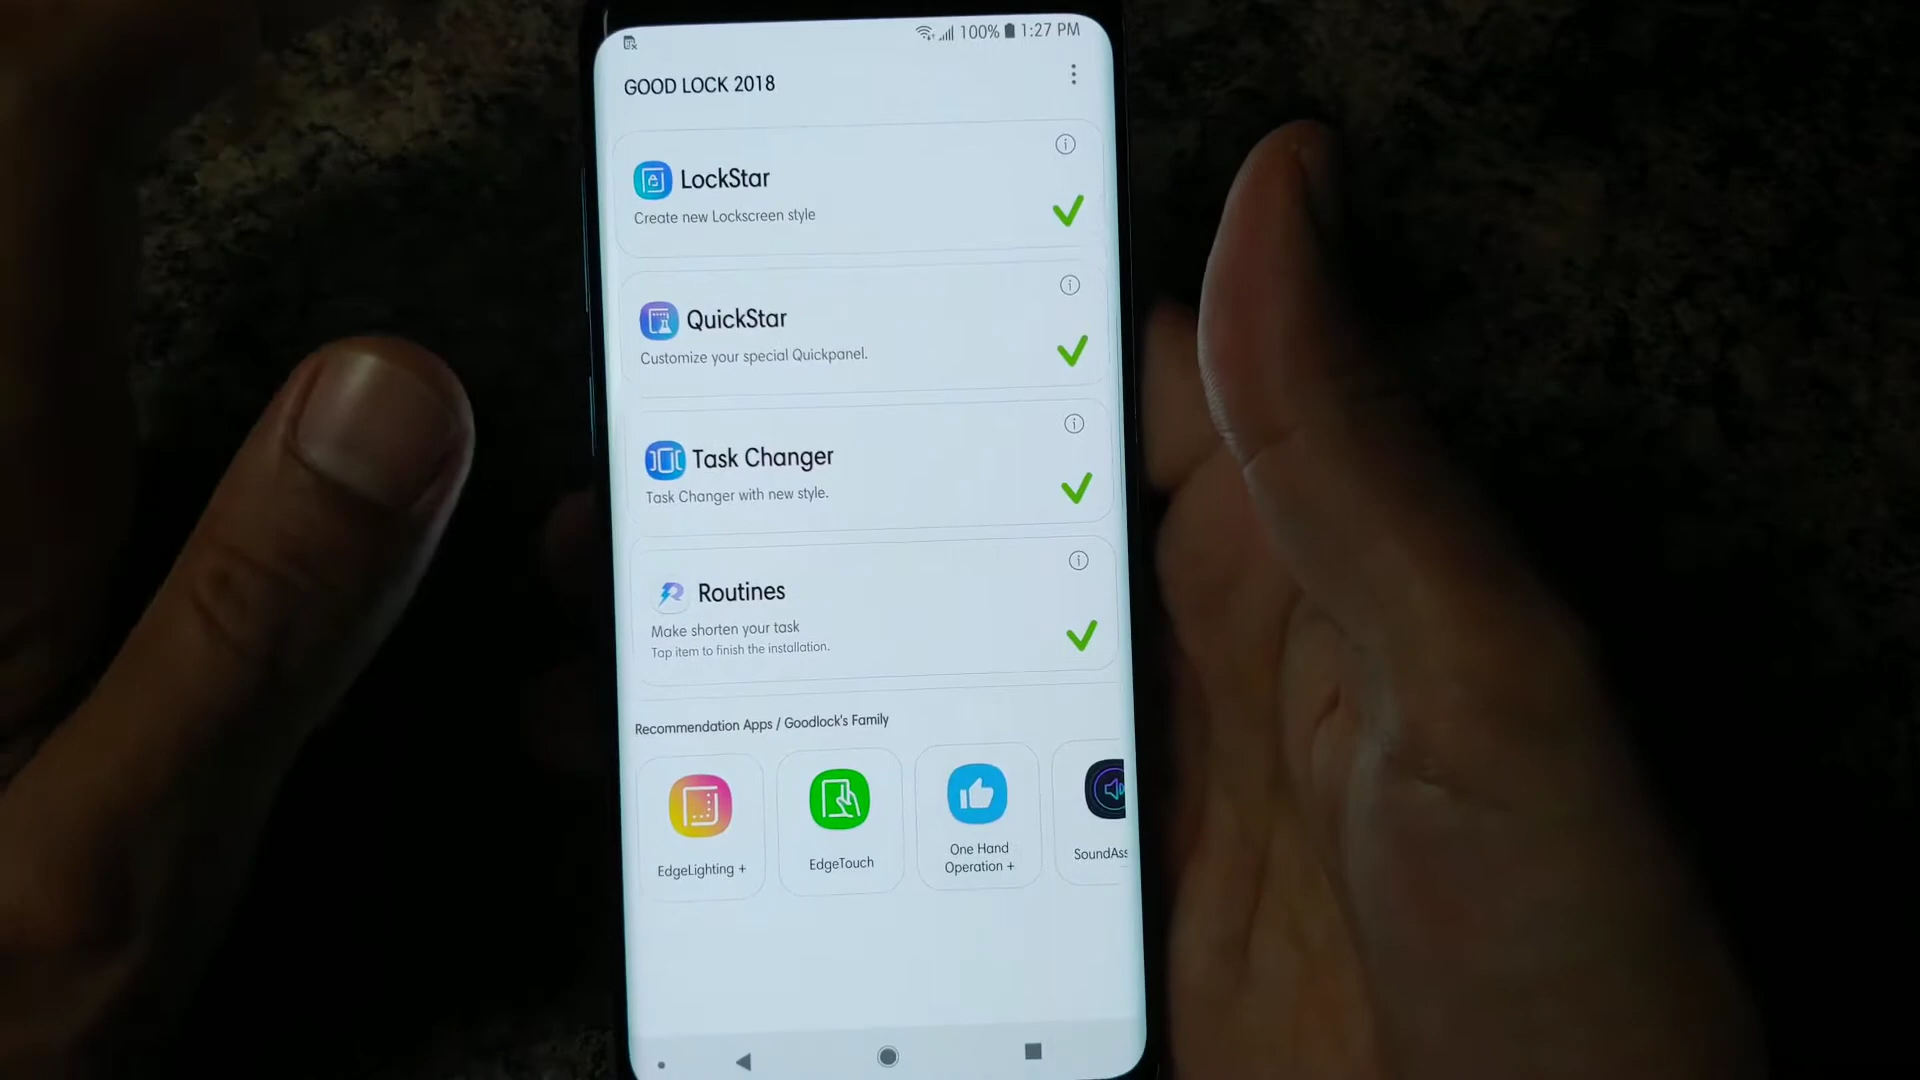 100% 1:27 PM
GOOD LOCK 2018
LockStar
Create new Lockscreen style
QuickStar
Customize your special Quickpanel.
Task Changer
Task Changer with new style.
Routines
Make shorten your task
Tap item to finish the installation.
Recommendation Apps / Goodlock's Family
EdgeLighting +
EdgeTouch
One Hand
Operation +
SoundAss